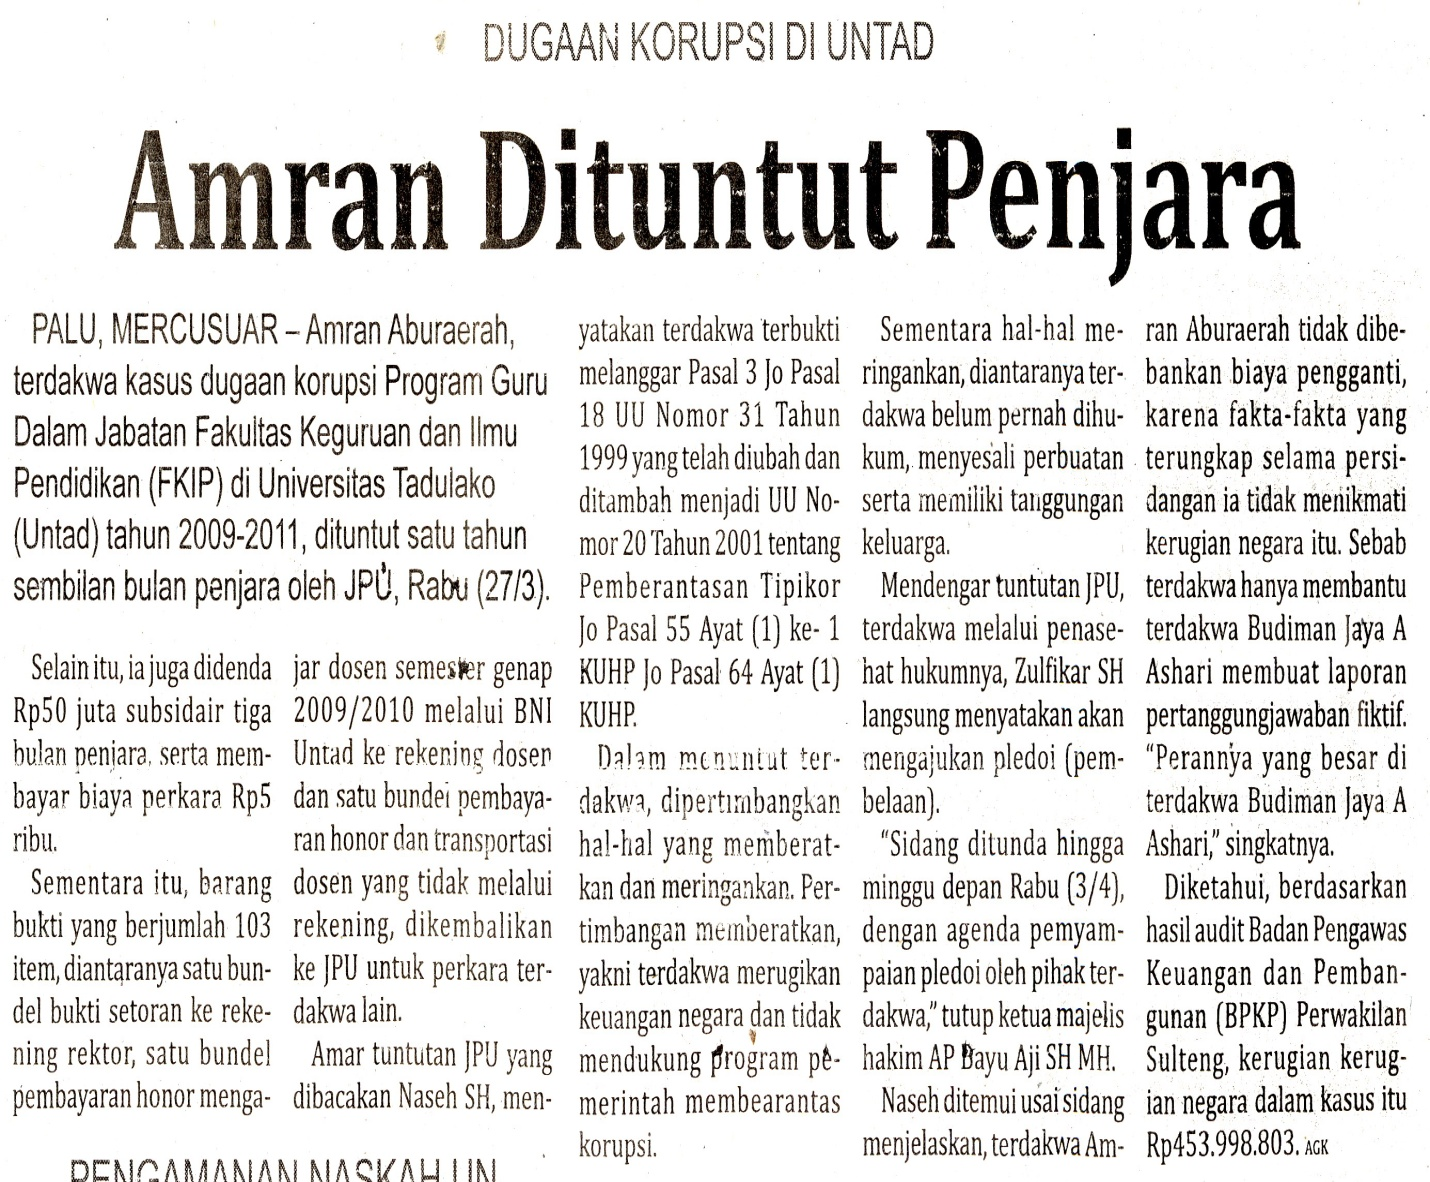 DUGAAN KORUPSI DI UNTAD
Amran Dituntut Penjara
PALU, MERCUSUAR – Amran Aburaerah,
terdakwa kasus dugaan korupsi Program Guru
Dalam Jabatan Fakultas Keguruan dan Ilmu
Pendidikan (FKIP) di Universitas Tadulako
(Untad) tahun 2009-2011, dituntut satu tahun
sembilan bulan penjara oleh JPU, Rabu (27/3).
Selain itu, ia juga didenda
Rp50 juta subsidair tiga
bulan penjara, serta mem-
bayar biaya perkara Rp5
ribu.
Sementara itu, barang
bukti yang berjumlah 103
item, diantaranya satu bun-
del bukti setoran ke reke-
ning rektor, satu bundel
pembayaran honor menga-
jar dosen semester genap
2009/2010 melalui BNI
Untad ke rekening dosen
dan satu bundel pembaya-
ran honor dan transportasi
dosen yang tidak melalui
rekening, dikembalikan
ke JPU untuk perkara ter-
dakwa lain.
Amar tuntutan JPU yang
dibacakan Naseh SH, men-
yatakan terdakwa terbukti
melanggar Pasal 3 Jo Pasal
18 UU Nomor 31 Tahun
1999 yang telah diubah dan
ditambah menjadi UU No-
mor 20 Tahun 2001 tentang
Pemberantasan Tipikor
Jo Pasal 55 Ayat (1) ke- 1
KUHP Jo Pasal 64 Ayat (1)
KUHP.
Dalam menuntut ter-
dakwa, dipertimbangkan
hal-hal yang memberat-
kan dan meringankan. Per-
timbangan memberatkan,
yakni terdakwa merugikan
keuangan negara dan tidak
mendukung program pe-
merintah membearantas
korupsi.
Sementara hal-hal me-
ringankan, diantaranya ter-
dakwa belum pernah dihu-
kum, menyesali perbuatan
serta memiliki tanggungan
keluarga.
Mendengar tuntutan JPU,
terdakwa melalui penase-
hat hukumnya, Zulfikar SH
langsung menyatakan akan
mengajukan pledoi (pem-
belaan).
"Sidang ditunda hingga
minggu depan Rabu (3/4),
dengan agenda pemyam-
paian pledoi oleh pihak ter-
dakwa," tutup ketua majelis
hakim AP Bayu Aji SH MH.
Naseh ditemui usai sidang
menjelaskan, terdakwa Am-
ran Aburaerah tidak dibe-
bankan biaya pengganti,
karena fakta-fakta yang
terungkap selama persi-
dangan ia tidak menikmati
kerugian negara itu. Sebab
terdakwa hanya membantu
terdakwa Budiman Jaya A
Ashari membuat laporan
pertanggungjawaban fiktif.
"Perannya yang besar di
terdakwa Budiman Jaya A
Ashari," singkatnya.
Diketahui, berdasarkan
hasil audit Badan Pengawas
Keuangan dan Pemban-
gunan (BPKP) Perwakilan
Sulteng, kerugian kerug-
ian negara dalam kasus itu
Rp453.998.803. AGK
PENGAMANAN NASKAH UN